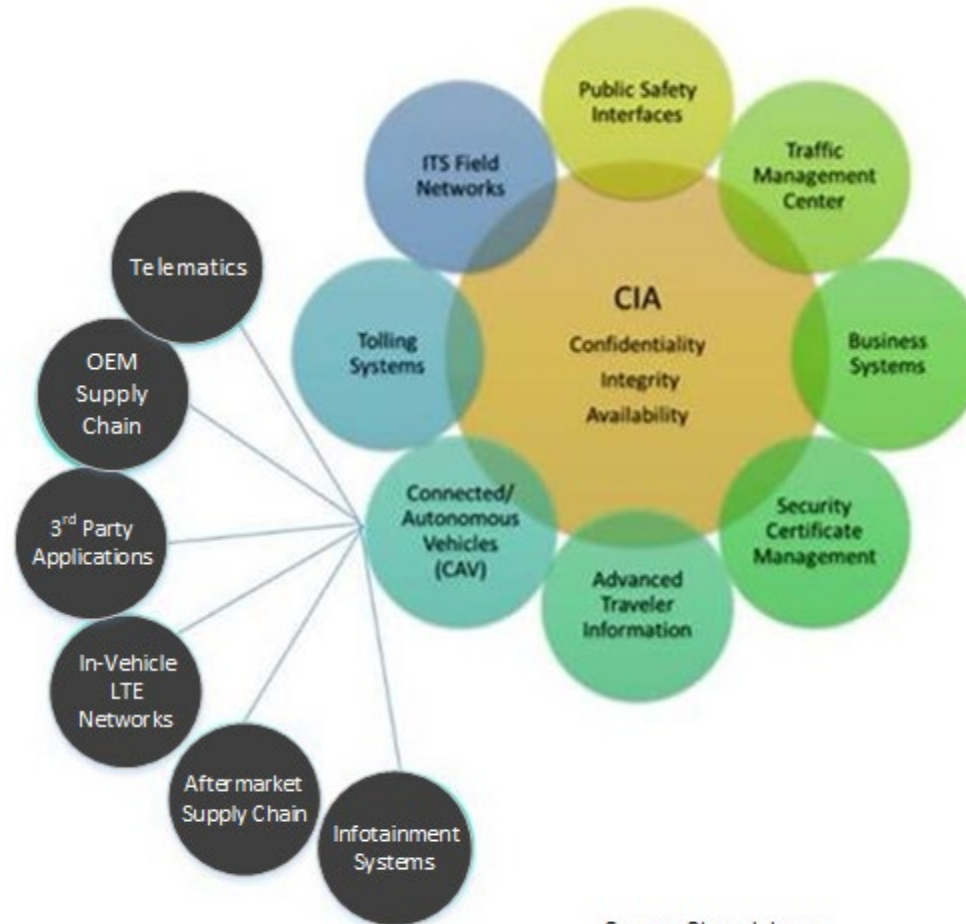 Public Safety
Interfaces
ITS Field
Networks
Traffic
Management
Center
Telematics
CIA
Confidentiality
Integrity
Availability
Tolling
Systems
Business
Systems
OEM
Supply
Chain
3rd Party
Applications
Connected/
Autonomous
Vehicles
(CAV)
Security
Certificate
Management
Advanced
Traveler
Information
In-Vehicle
LTE
Networks
Aftermarket
Supply Chain
Infotainment
Systems